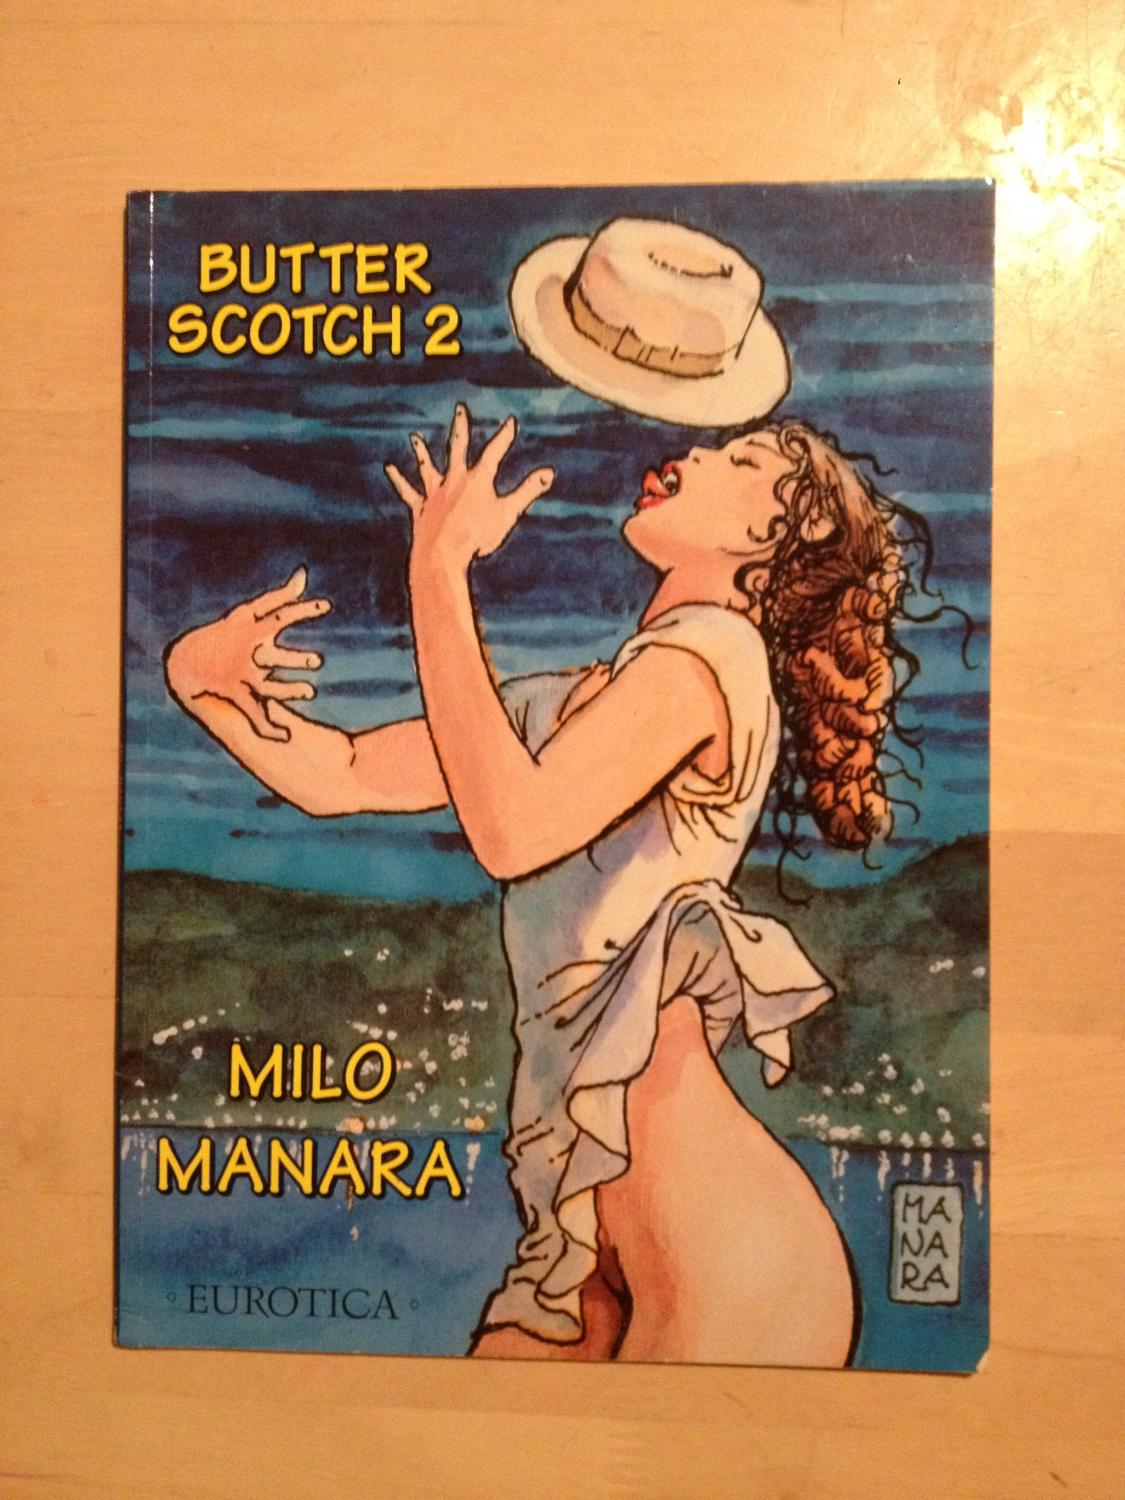 BUTTER
SCOTCH 2
MILO
MANARA
MA
NA
RA
EUROTICA